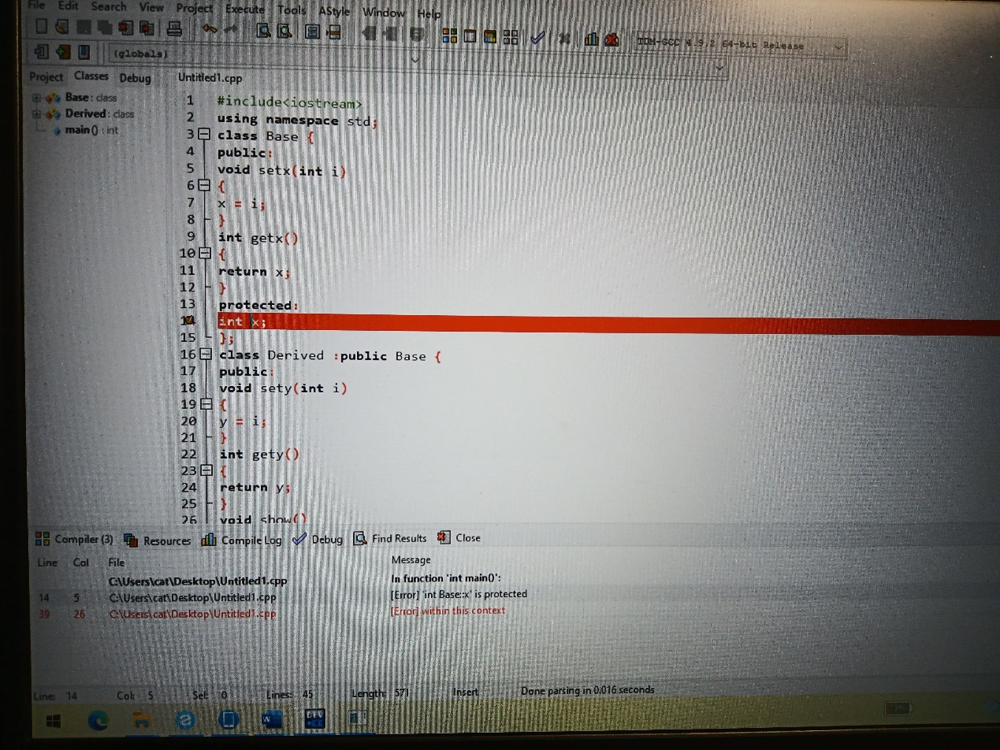 File Edit Search View Project Execute Tools AStyle Window Help
TDM-GCC 4.9.2 64-bit Release
(globals)
Project Classes Debug
Untitled1.cpp
Base : class
Derived : class
main () : int
1 #include<iostream>
2 using namespace std;
3 class Base {
4 public:
5 void setx(int i)
6 {
7 x = i;
8 }
9 int getx()
10 {
11 return x;
12 }
13 protected:
14 int x;
15 };
16 class Derived :public Base {
17 public:
18 void sety(int i)
19 {
20 y = i;
21 }
22 int gety()
23 {
24 return y;
25 }
26 void show()
Compiler (3) Resources Compile Log Debug Find Results Close
Line Col File Message
C:\Users\cat\Desktop\Untitled1.cpp In function 'int main()':
14 5 C:\Users\cat\Desktop\Untitled1.cpp [Error] 'int Base::x' is protected
39 26 C:\Users\cat\Desktop\Untitled1.cpp [Error] within this context
Line: 14 Col: 5 Sel: 0 Lines: 45 Length: 571 Insert Done parsing in 0.016 seconds
W DEV